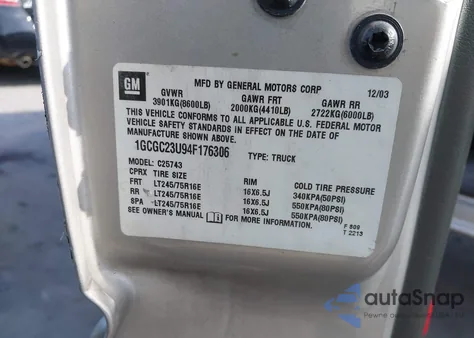 GM
MFD BY GENERAL MOTORS CORP 12/03
GVWR GAWR FRT GAWR RR
3901KG(8600LB) 2000KG(4410LB) 2722KG(6000LB)
THIS VEHICLE CONFORMS TO ALL APPLICABLE U.S. FEDERAL MOTOR
VEHICLE SAFETY STANDARDS IN EFFECT ON THE DATE OF
MANUFACTURE SHOWN ABOVE.
1GCGC23U94F176306 TYPE: TRUCK
MODEL: C25743
CPRX TIRE SIZE RIM COLD TIRE PRESSURE
FRT LT245/75R16E 16X6.5J 340KPA(50PSI)
RR LT245/75R16E 16X6.5J 550KPA(80PSI)
SPA LT245/75R16E 16X6.5J 550KPA(80PSI)
SEE OWNER'S MANUAL FOR MORE INFORMATION.
F 809
T 2213
autoSnap